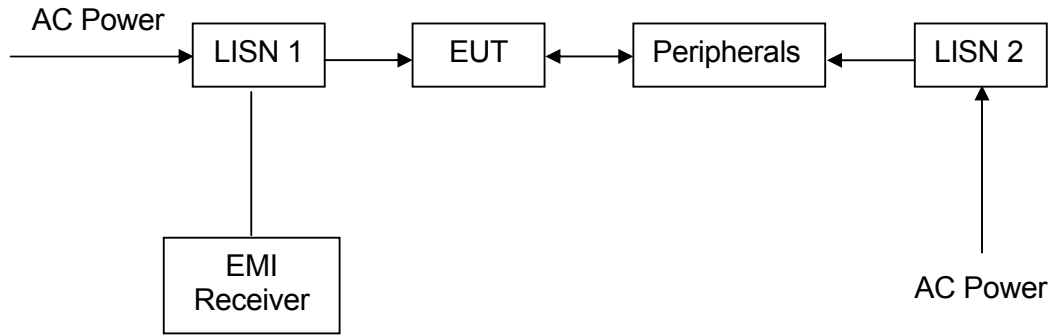 AC Power
LISN 1
EUT
Peripherals
LISN 2
EMI
Receiver
AC Power